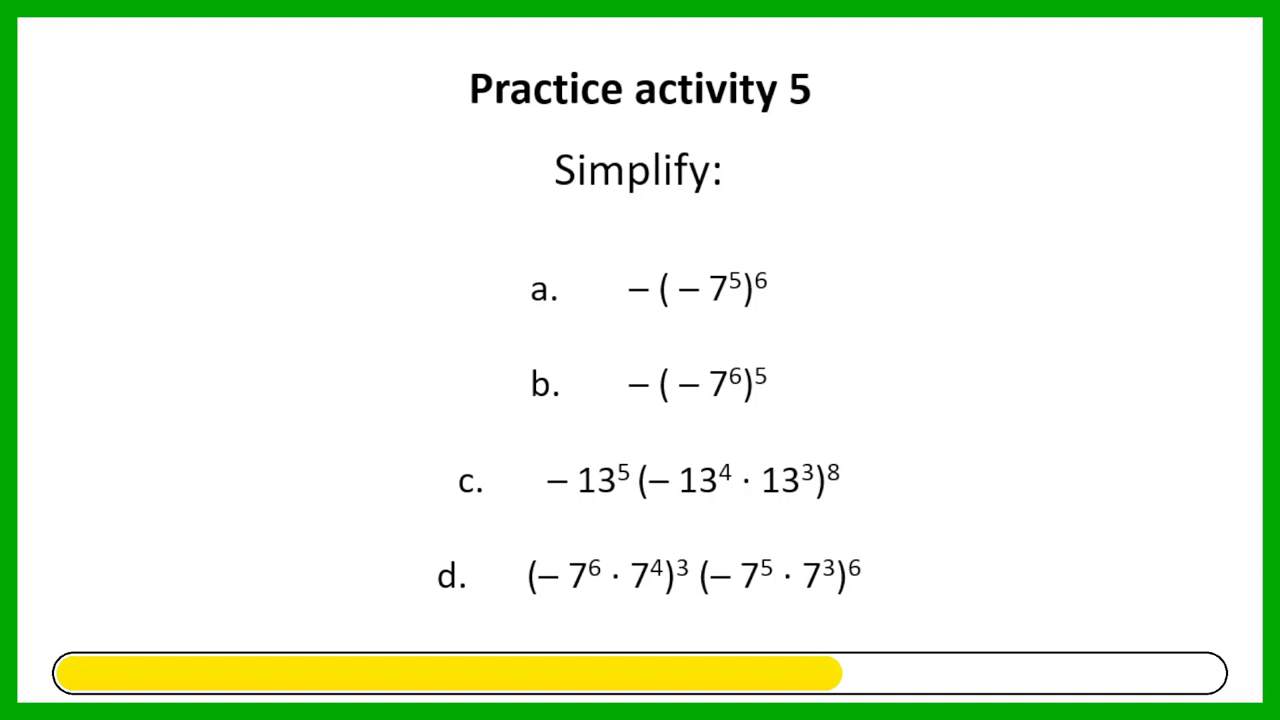 Practice activity 5
Simplify:
a. – ( – 7⁵)⁶
b. – ( – 7⁶)⁵
c. – 13⁵ (– 13⁴ · 13³)⁸
d. (– 7⁶ · 7⁴)³ (– 7⁵ · 7³)⁶